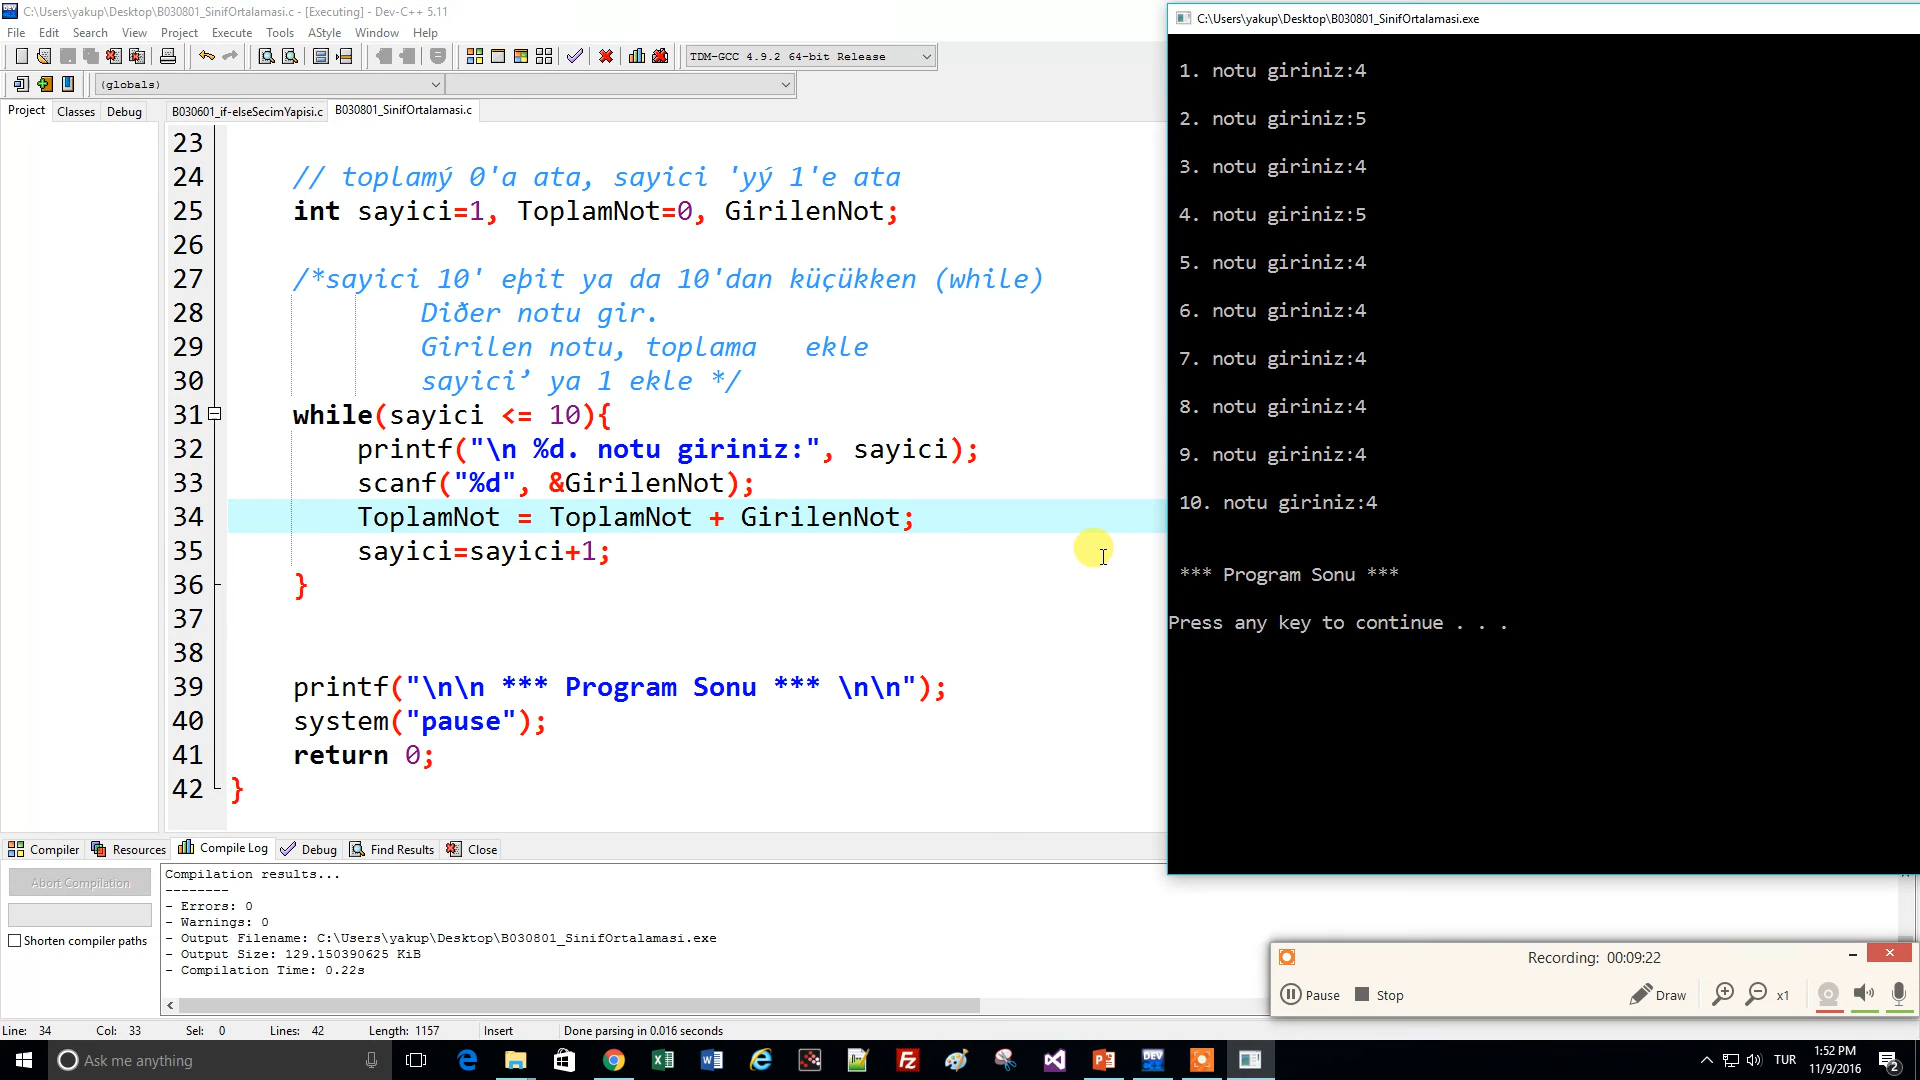 C:\Users\yakup\Desktop\B030801_SinifOrtalamasi.c - [Executing] - Dev-C++ 5.11
File Edit Search View Project Execute Tools AStyle Window Help
TDM-GCC 4.9.2 64-bit Release
(globals)
Project Classes Debug
B030601_if-elseSecimYapisi.c B030801_SinifOrtalamasi.c
23
24 // toplamý 0'a ata, sayici 'yý 1'e ata
25 int sayici=1, ToplamNot=0, GirilenNot;
26
27 /*sayici 10' eþit ya da 10'dan küçükken (while)
28 Diðer notu gir.
29 Girilen notu, toplama ekle
30 sayici’ ya 1 ekle */
31 while(sayici <= 10){
32 printf("\n %d. notu giriniz:", sayici);
33 scanf("%d", &GirilenNot);
34 ToplamNot = ToplamNot + GirilenNot;
35 sayici=sayici+1;
36 }
37
38
39 printf("\n\n *** Program Sonu *** \n\n");
40 system("pause");
41 return 0;
42 }
Compiler Resources Compile Log Debug Find Results Close
Abort Compilation
Shorten compiler paths
Compilation results...
--------
- Errors: 0
- Warnings: 0
- Output Filename: C:\Users\yakup\Desktop\B030801_SinifOrtalamasi.exe
- Output Size: 129.150390625 KiB
- Compilation Time: 0.22s
Line: 34 Col: 33 Sel: 0 Lines: 42 Length: 1157 Insert Done parsing in 0.016 seconds
C:\Users\yakup\Desktop\B030801_SinifOrtalamasi.exe
1. notu giriniz:4
2. notu giriniz:5
3. notu giriniz:4
4. notu giriniz:5
5. notu giriniz:4
6. notu giriniz:4
7. notu giriniz:4
8. notu giriniz:4
9. notu giriniz:4
10. notu giriniz:4
*** Program Sonu ***
Press any key to continue . . .
Recording: 00:09:22
Pause Stop Draw x1
Ask me anything
TUR
1:52 PM
11/9/2016
2